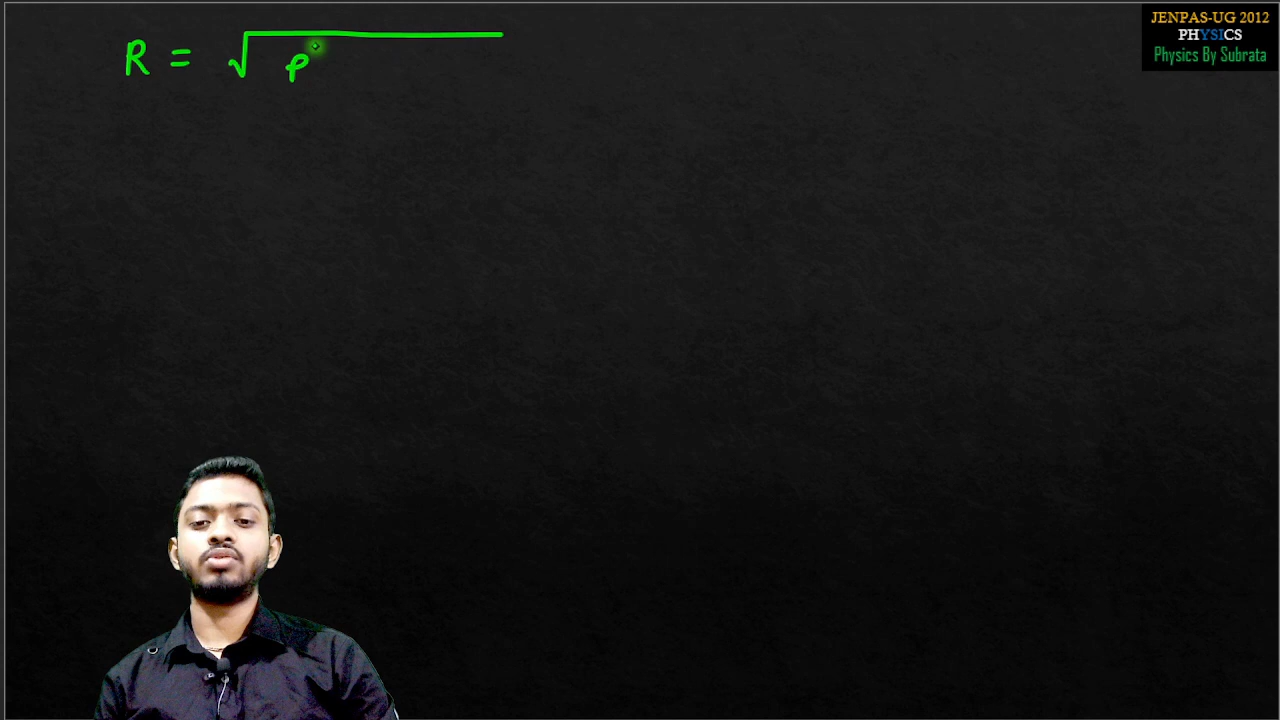 R = √ P
JENPAS-UG 2012
PHYSICS
Physics By Subrata